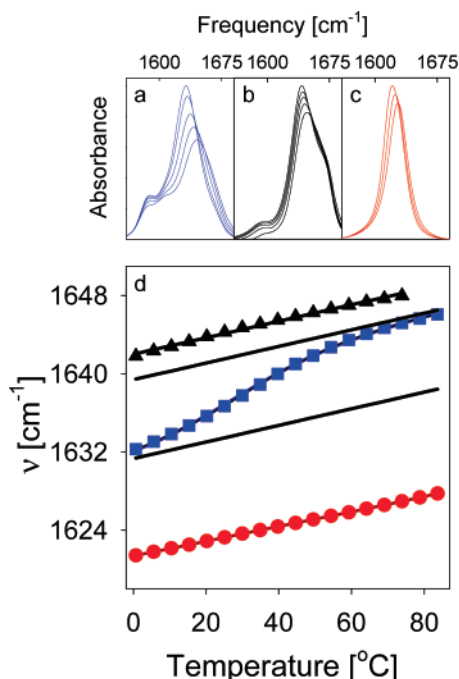 Frequency [cm⁻¹]
1600 1675 1600 1675 1600 1675
a b c
Absorbance
d
1648
1640
1632
1624
ν [cm⁻¹]
0 20 40 60 80
Temperature [°C]